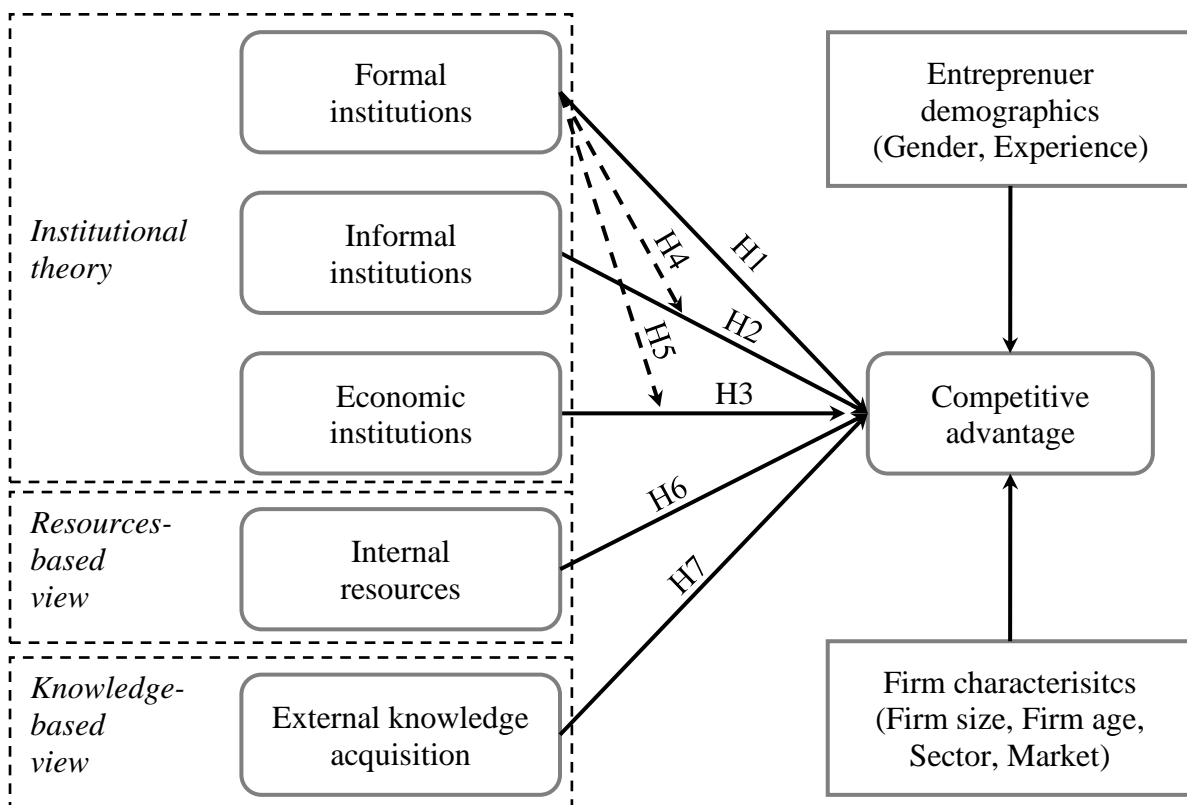 Formal
institutions
Entreprenuer
demographics
(Gender, Experience)
Institutional
theory
Informal
institutions
H4
H1
H2
H5
Economic
institutions
H3
Competitive
advantage
Resources-
based
view
Internal
resources
H6
H7
Knowledge-
based
view
External knowledge
acquisition
Firm characterisitcs
(Firm size, Firm age,
Sector, Market)